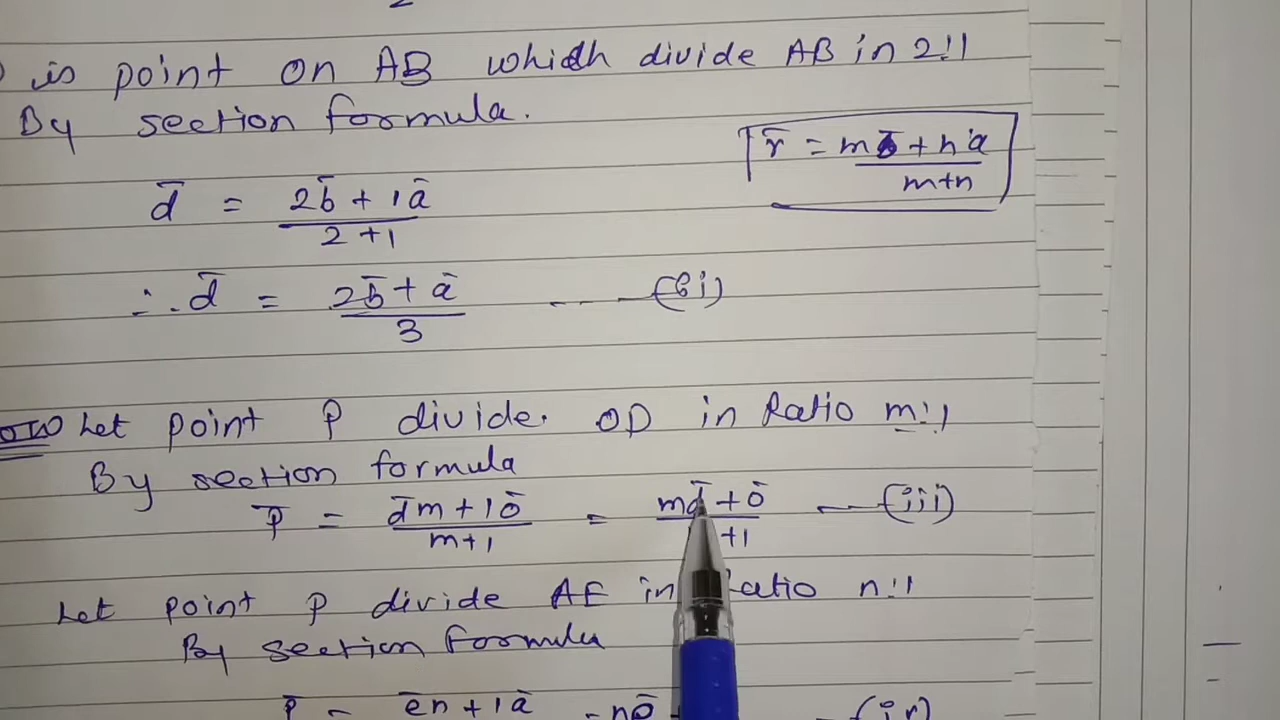 is point on AB which divide AB in 2:1
By section formula.
r̄ = mb̄ + nā / m+n
d̄ = 2b̄ + 1ā / 2+1
∴ d̄ = 2b̄ + ā / 3 ---- (ii)
Let point P divide. OD in Ratio m:1
By section formula
p̄ = d̄m + 1ō / m+1 = md̄ + ō / +1 --- (iii)
Let point P divide AE in Ratio n:1
By section formula
p̄ = ēn + 1ā